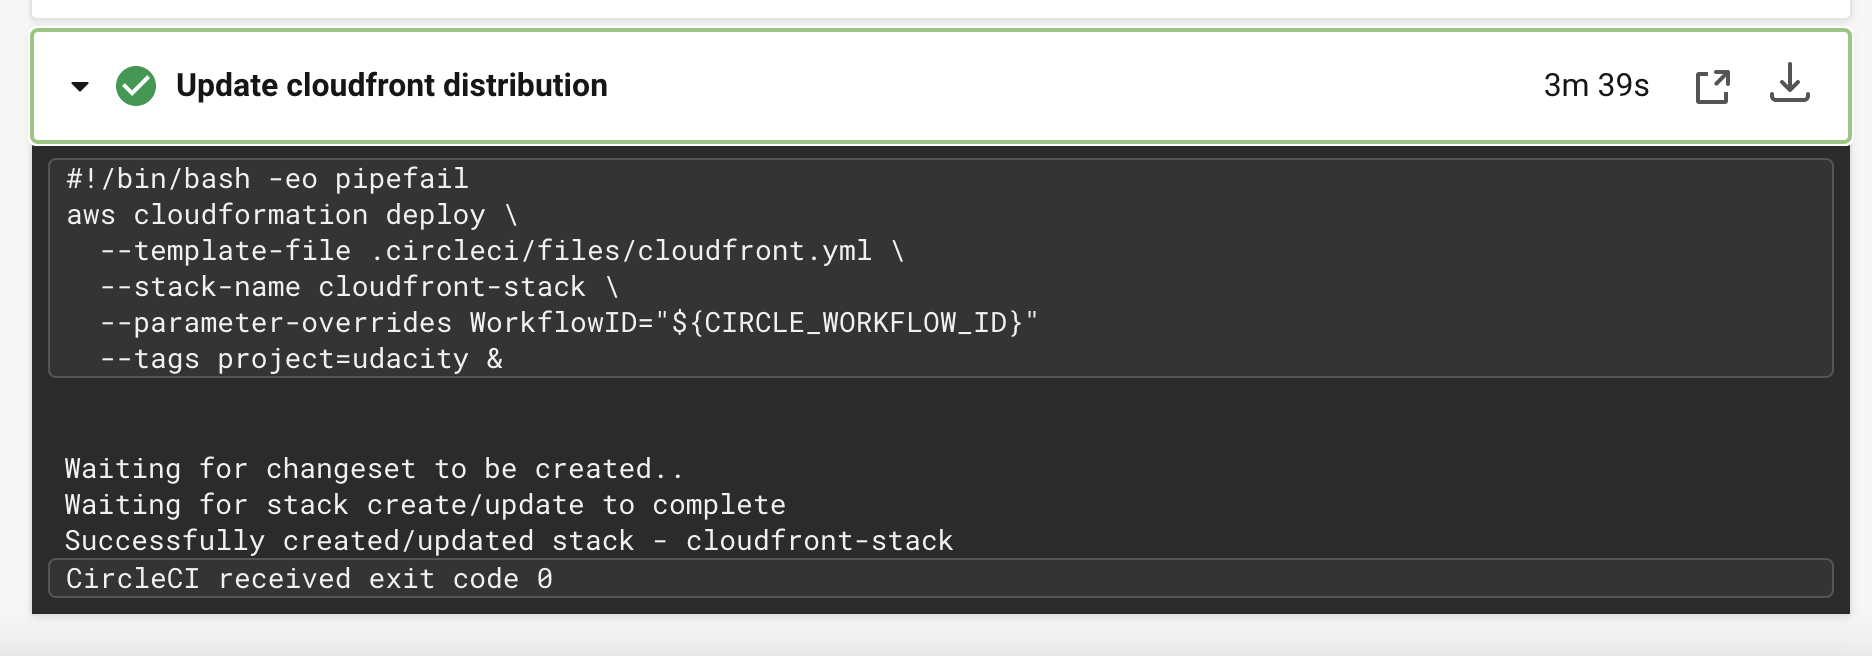 Update cloudfront distribution
3m 39s
#!/bin/bash -eo pipefail
aws cloudformation deploy \
  --template-file .circleci/files/cloudfront.yml \
  --stack-name cloudfront-stack \
  --parameter-overrides WorkflowID="${CIRCLE_WORKFLOW_ID}"
  --tags project=udacity &
Waiting for changeset to be created..
Waiting for stack create/update to complete
Successfully created/updated stack - cloudfront-stack
CircleCI received exit code 0